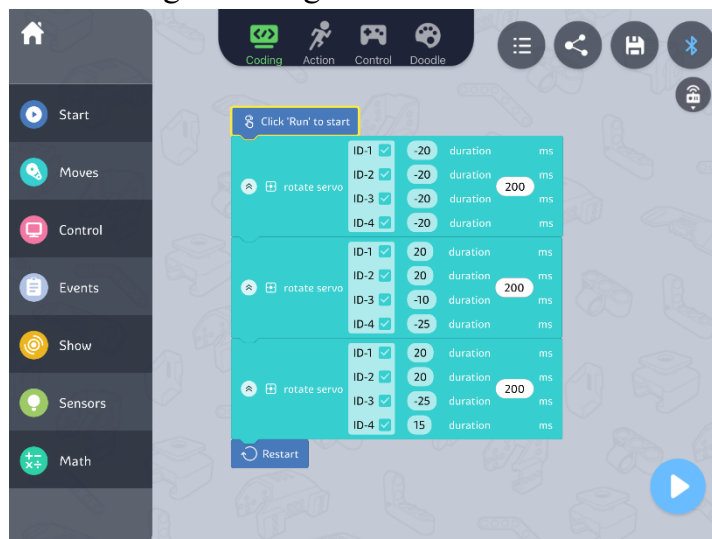 Coding Action Control Doodle
Start
Moves
Control
Events
Show
Sensors
Math
Click 'Run' to start
rotate servo
ID-1 -20 duration ms
ID-2 -20 duration ms
200
ID-3 -20 duration ms
ID-4 -20 duration ms
rotate servo
ID-1 20 duration ms
ID-2 20 duration ms
200
ID-3 -10 duration ms
ID-4 -25 duration ms
rotate servo
ID-1 20 duration ms
ID-2 20 duration ms
200
ID-3 -25 duration ms
ID-4 15 duration ms
Restart